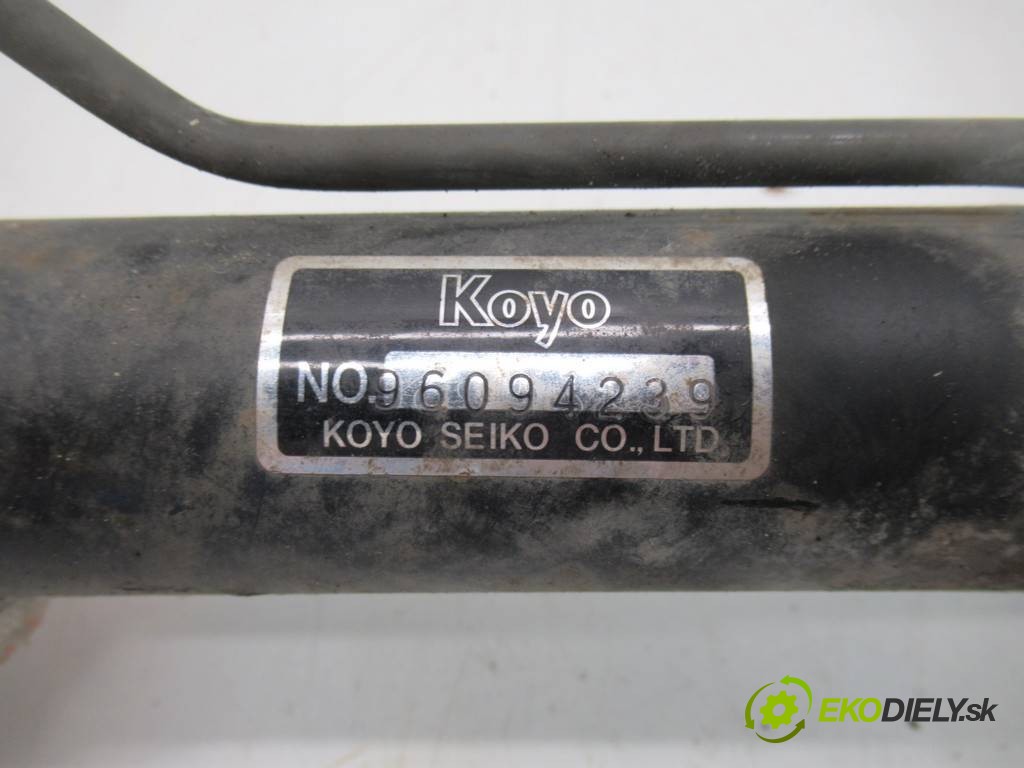 Koyo
NO.96094239
KOYO SEIKO CO., LTD
EKODIELY.sk